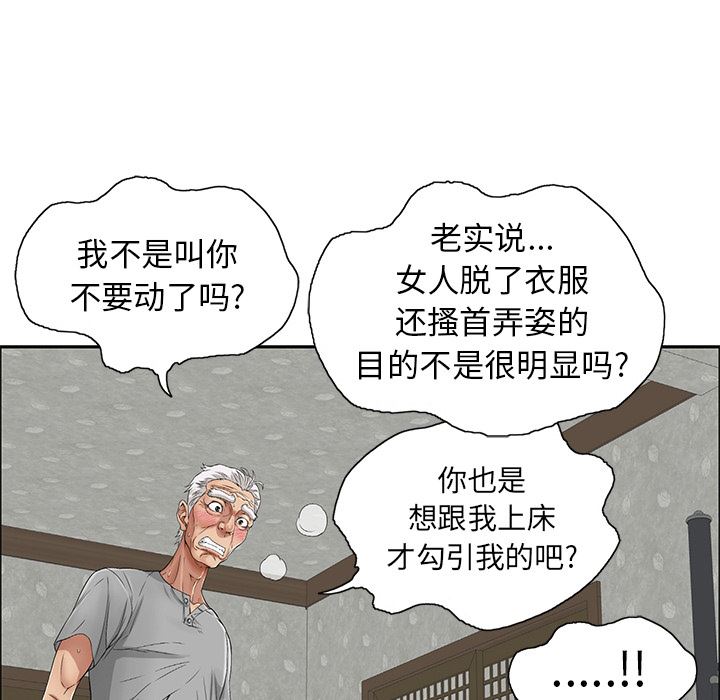 我不是叫你
不要动了吗?
老实说...
女人脱了衣服
还搔首弄姿的
目的不是很明显吗?
你也是
想跟我上床
才勾引我的吧?
.....!!